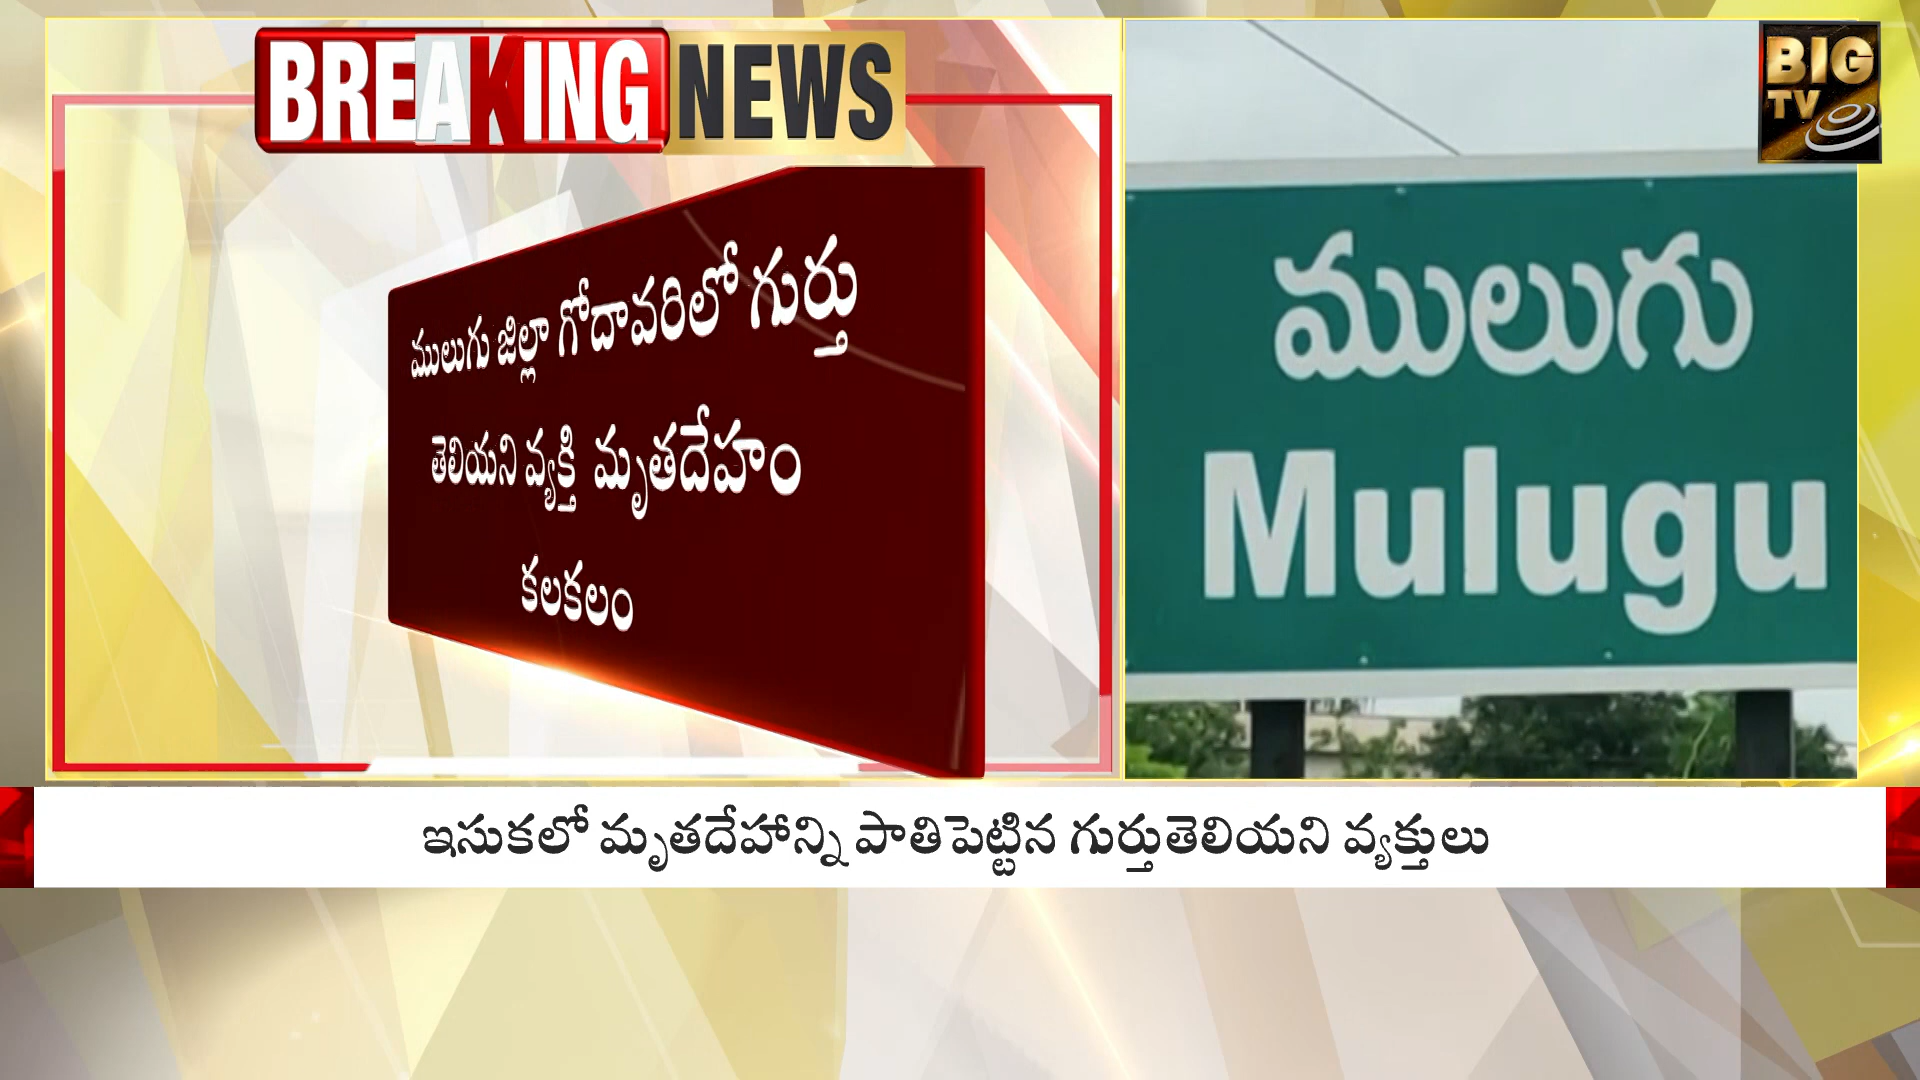 BREAKING NEWS
ములుగు జిల్లా గోదావరిలో గుర్తు
తెలియని వ్యక్తి మృతదేహం
కలకలం
BIG
TV
ములుగు
Mulugu
ఇసుకలో మృతదేహాన్ని పాతిపెట్టిన గుర్తుతెలియని వ్యక్తులు